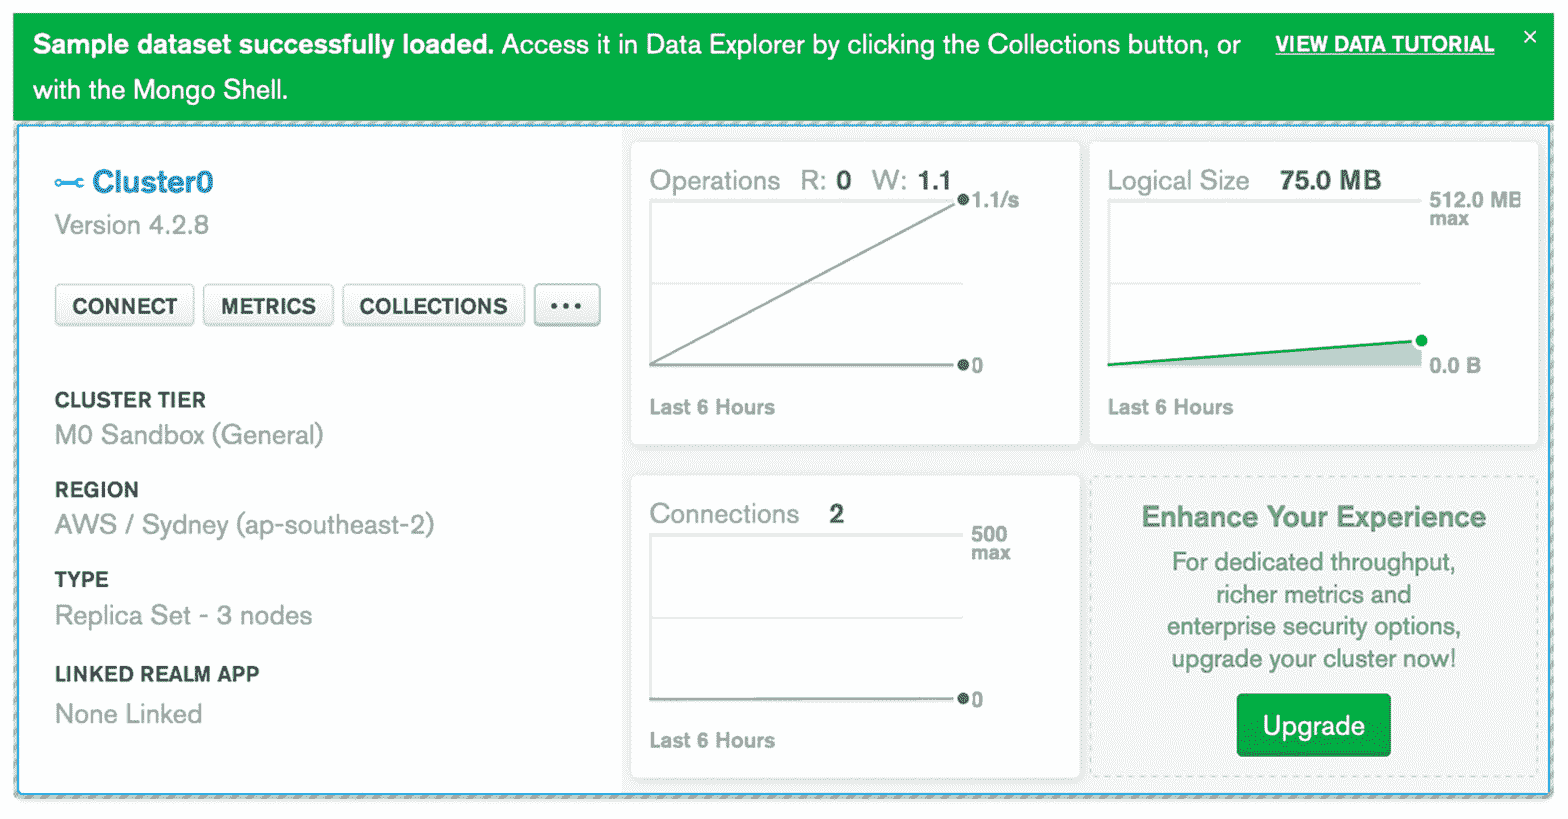 Sample dataset successfully loaded. Access it in Data Explorer by clicking the Collections button, or
with the Mongo Shell.
VIEW DATA TUTORIAL
×
Cluster0
Version 4.2.8
CONNECT
METRICS
COLLECTIONS
...
CLUSTER TIER
M0 Sandbox (General)
REGION
AWS / Sydney (ap-southeast-2)
TYPE
Replica Set - 3 nodes
LINKED REALM APP
None Linked
Operations R: 0 W: 1.1
1.1/s
0
Last 6 Hours
Logical Size 75.0 MB
512.0 MB
max
0.0 B
Last 6 Hours
Connections 2
500
max
0
Last 6 Hours
Enhance Your Experience
For dedicated throughput,
richer metrics and
enterprise security options,
upgrade your cluster now!
Upgrade